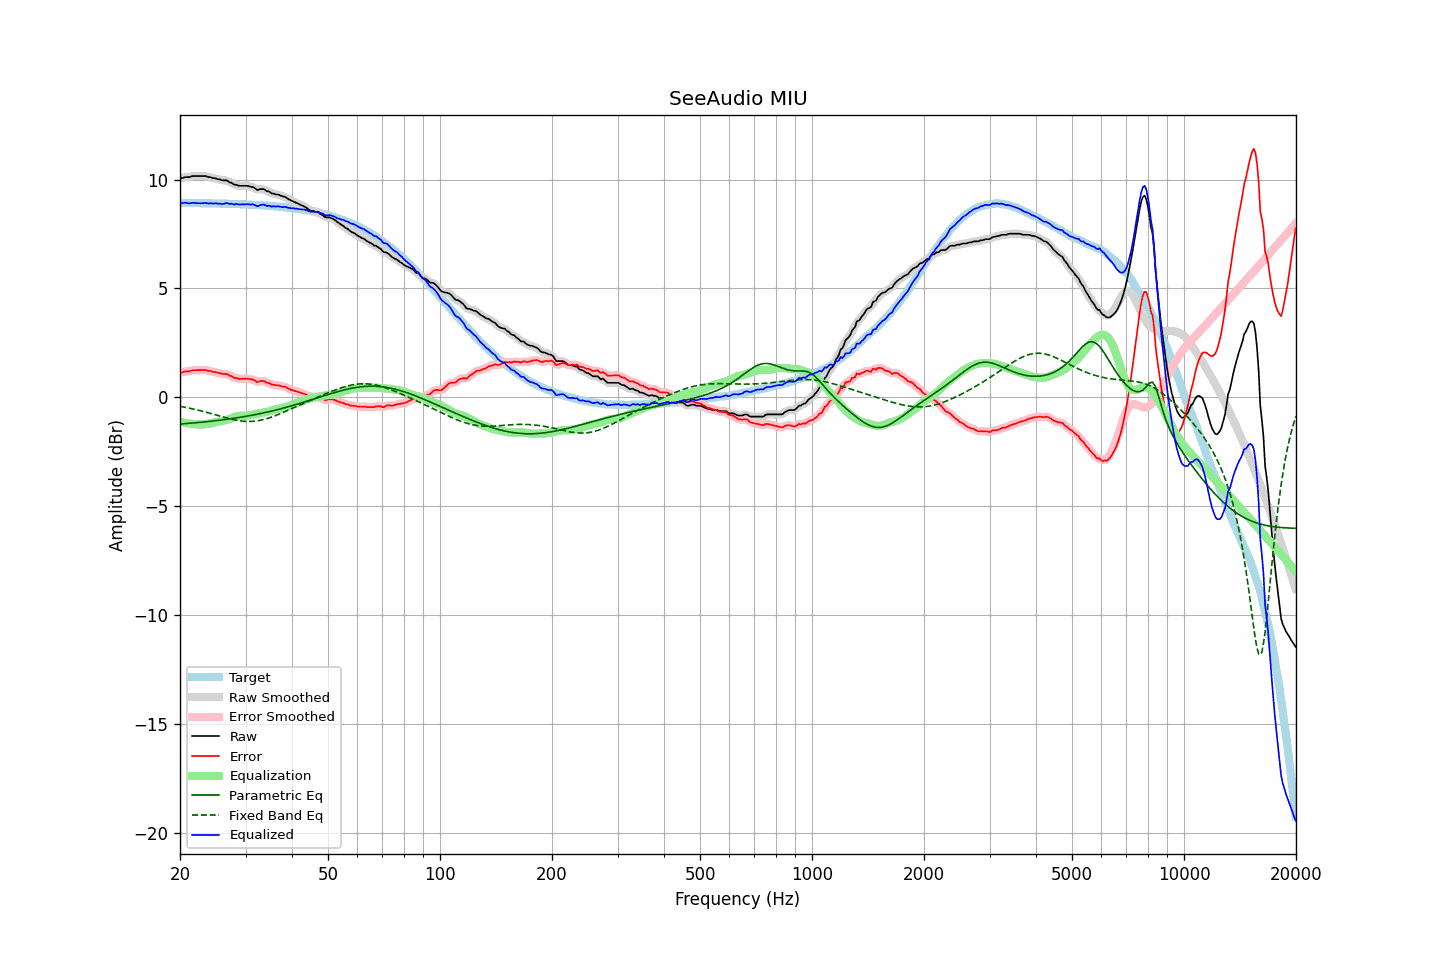 SeeAudio MIU
Amplitude (dBr)
10
5
0
−5
−10
−15
−20
Target
Raw Smoothed
Error Smoothed
Raw
Error
Equalization
Parametric Eq
Fixed Band Eq
Equalized
20 50 100 200 500 1000 2000 5000 10000 20000
Frequency (Hz)